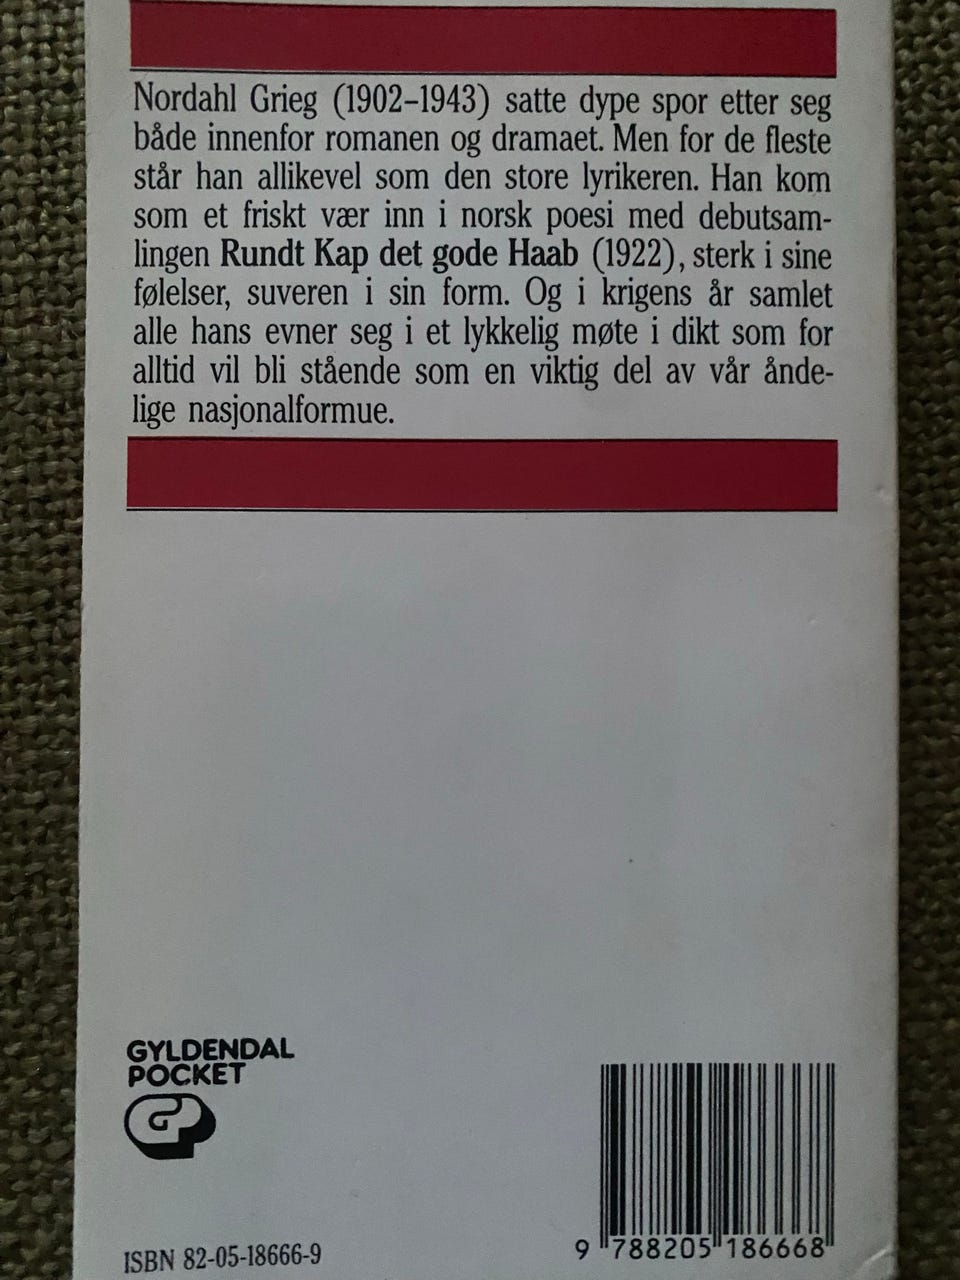 Nordahl Grieg (1902–1943) satte dype spor etter seg
både innenfor romanen og dramaet. Men for de fleste
står han allikevel som den store lyrikeren. Han kom
som et friskt vær inn i norsk poesi med debutsam-
lingen Rundt Kap det gode Haab (1922), sterk i sine
følelser, suveren i sin form. Og i krigens år samlet
alle hans evner seg i et lykkelig møte i dikt som for
alltid vil bli stående som en viktig del av vår ånde-
lige nasjonalformue.
GYLDENDAL
POCKET
GP
ISBN 82-05-18666-9
9 788205 186668